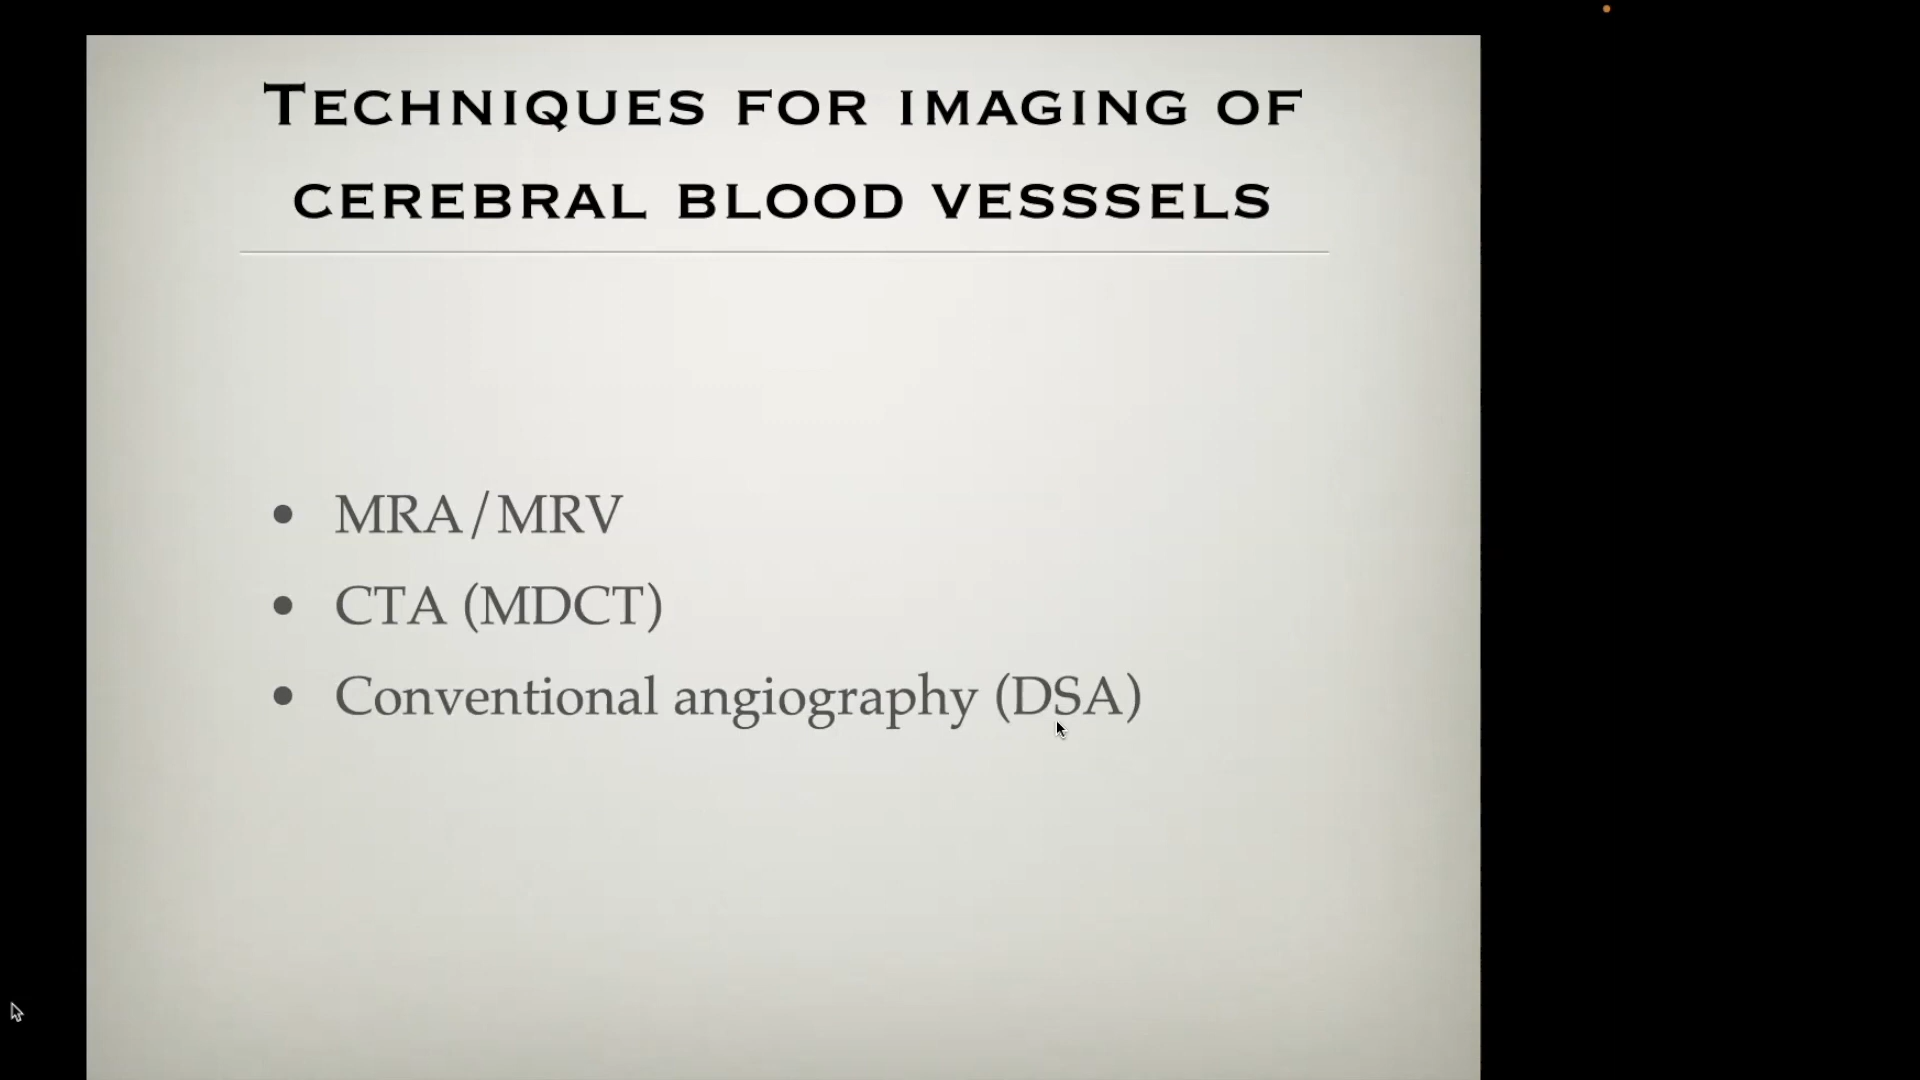 Techniques for imaging of
cerebral blood vesssels
• MRA/MRV
• CTA (MDCT)
• Conventional angiography (DSA)